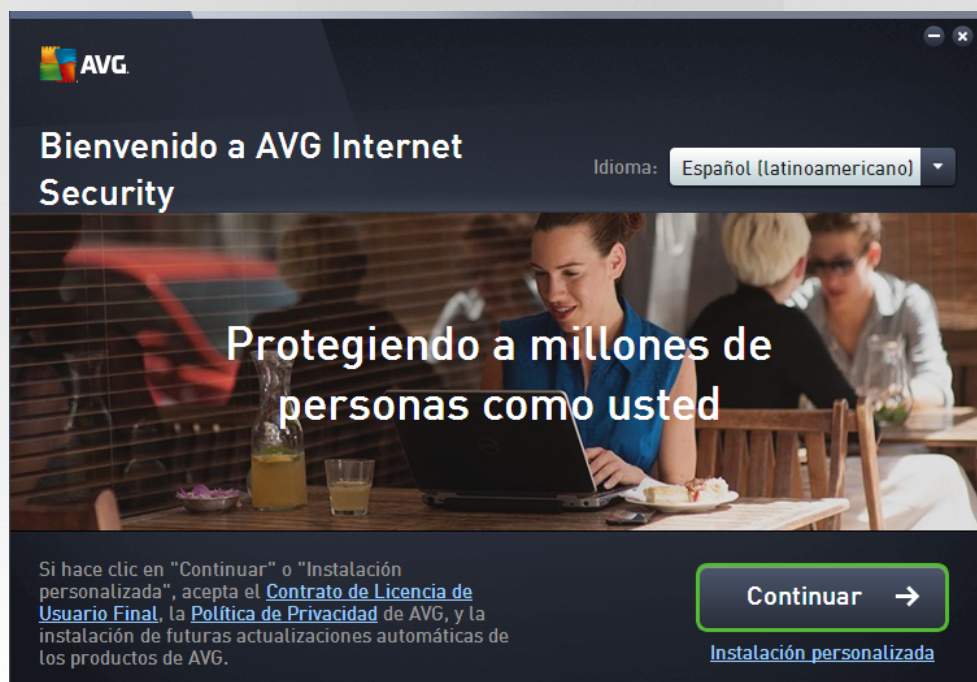 AVG.
Bienvenido a AVG Internet
Security
Idioma:
Español (latinoamericano)
Protegiendo a millones de
personas como usted
Si hace clic en "Continuar" o "Instalación
personalizada", acepta el Contrato de Licencia de
Usuario Final, la Política de Privacidad de AVG, y la
instalación de futuras actualizaciones automáticas de
los productos de AVG.
Continuar →
Instalación personalizada